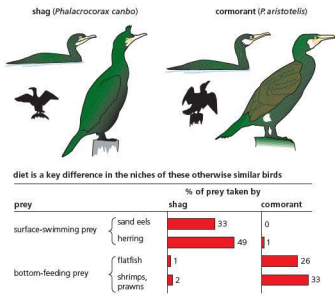 shag (Phalacrocorax canbo) cormorant (P. aristotelis)
diet is a key difference in the niches of these otherwise similar birds
% of prey taken by
prey shag cormorant
surface-swimming prey
sand eels 33 0
herring 49 1
bottom-feeding prey
flatfish 1 26
shrimps, prawns 2 33